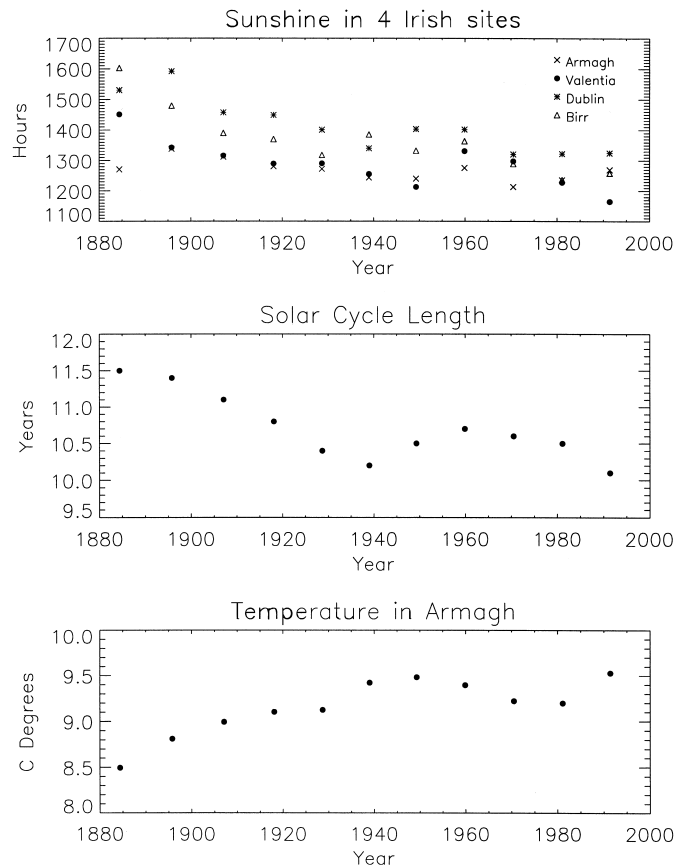 Sunshine in 4 Irish sites
1700
1600
1500
1400
1300
1200
1100
Hours
× Armagh
● Valentia
✳ Dublin
△ Birr
1880 1900 1920 1940 1960 1980 2000
Year
Solar Cycle Length
12.0
11.5
11.0
10.5
10.0
9.5
Years
1880 1900 1920 1940 1960 1980 2000
Year
Temperature in Armagh
10.0
9.5
9.0
8.5
8.0
C Degrees
1880 1900 1920 1940 1960 1980 2000
Year